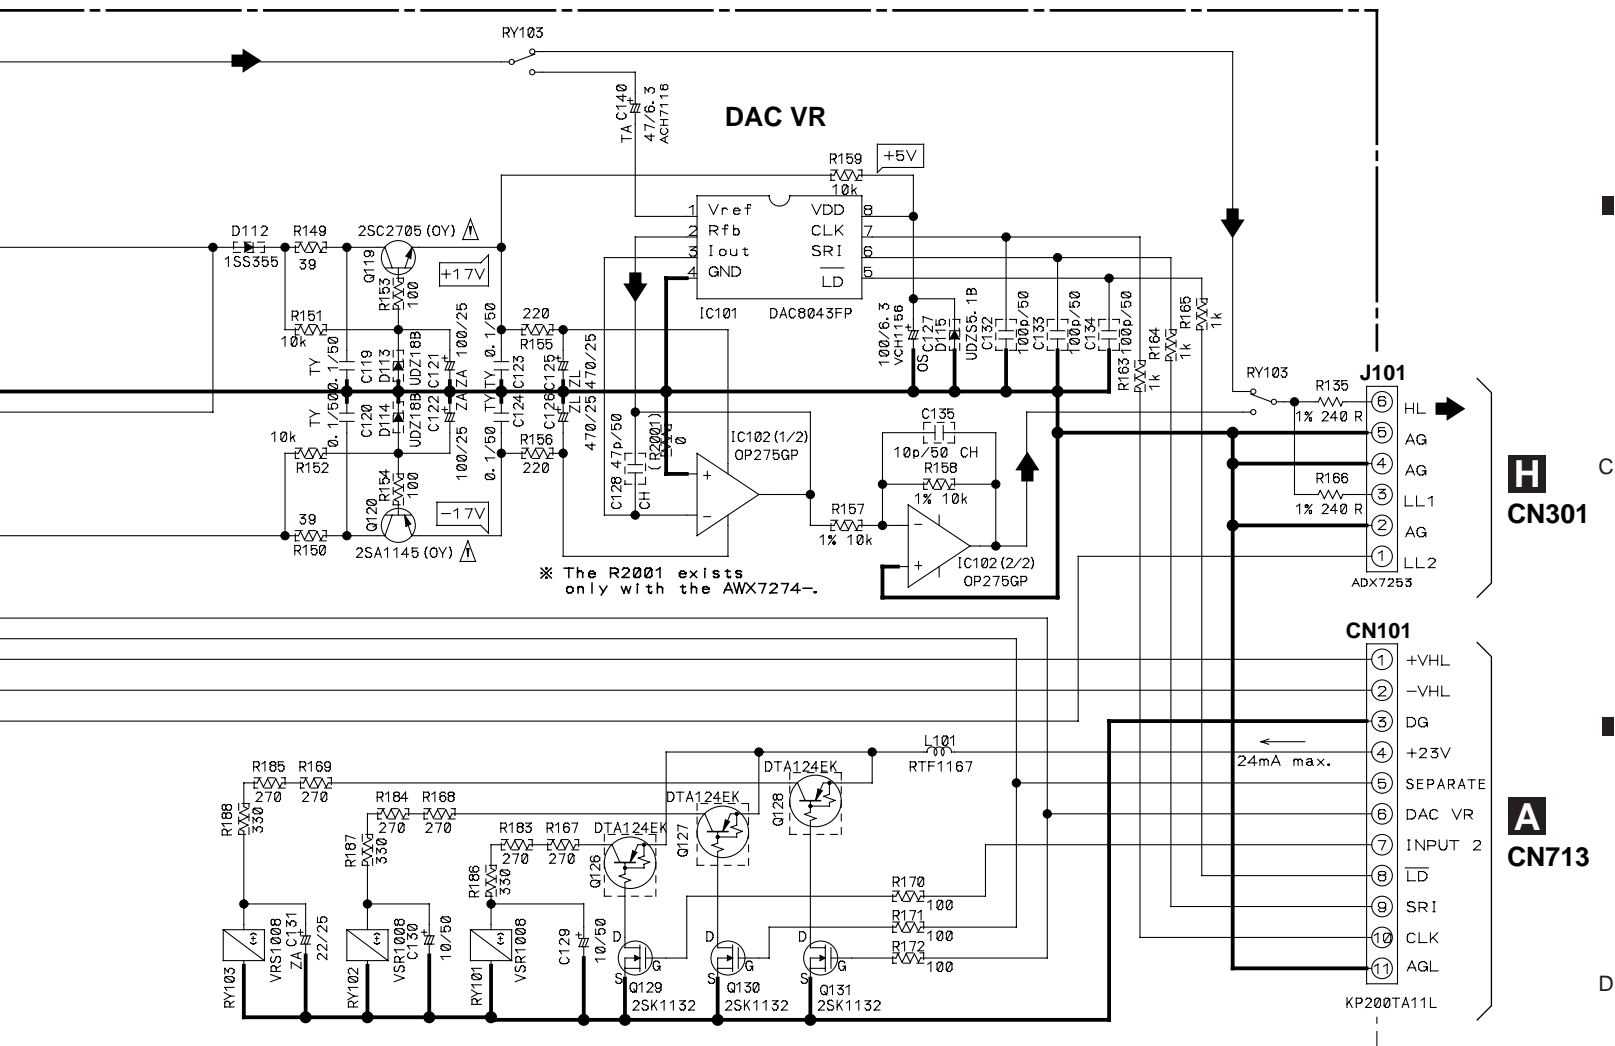 RY103
TA C140
47/6.3
ACH7118
DAC VR
R159
10k
+5V
1 Vref VDD 8
2 Rfb CLK 7
3 Iout SRI 6
4 GND LD 5
IC101 DAC8043FP
D112
1SS355
R149
39
2SC2705(OY)
Q119
+17V
R153
100
R151
10k
TY
0.1/50
C119
D113
UDZ18B
C121
100/25
ZA
TY 0.1/50
C123
220
R155
C125
470/25
ZL
100/6.3
VCH1156
OS C127
D115
UDZS5.1B
C132
100p/50
C133
100p/50
C134
100p/50
R163
1k
R164
1k
R165
1k
TY
0.1/50
C120
D114
UDZ18B
C122
100/25
ZA
0.1/50 TY
C124
R156
220
C126
470/25
ZL
10k
R152
R154
100
Q120
-17V
39
R150
2SA1145(OY)
C128 47p/50
CH
(R2001)
0
IC102(1/2)
OP275GP
+
−
R157
1% 10k
C135
10p/50 CH
R158
1% 10k
−
+
IC102(2/2)
OP275GP
※ The R2001 exists
only with the AWX7274-.
RY103
R135
1% 240 R
R166
1% 240 R
J101
6 HL
5 AG
4 AG
3 LL1
2 AG
1 LL2
ADX7253
H
CN301
C
CN101
1 +VHL
2 -VHL
3 DG
4 +23V
5 SEPARATE
6 DAC VR
7 INPUT 2
8 LD
9 SRI
10 CLK
11 AGL
KP200TA11L
A
CN713
D
24mA max.
L101
RTF1167
R185
270
R169
270
R188
330
R184
270
R168
270
R187
330
R183
270
R167
270
R186
330
DTA124EK
Q126
DTA124EK
Q127
DTA124EK
Q128
R170
100
R171
100
R172
100
RY103
VRS1008
ZA C131
22/25
RY102
VSR1008
C130
10/50
RY101
VSR1008
C129
10/50
D
G
S
Q129
2SK1132
D
G
S
Q130
2SK1132
D
G
S
Q131
2SK1132